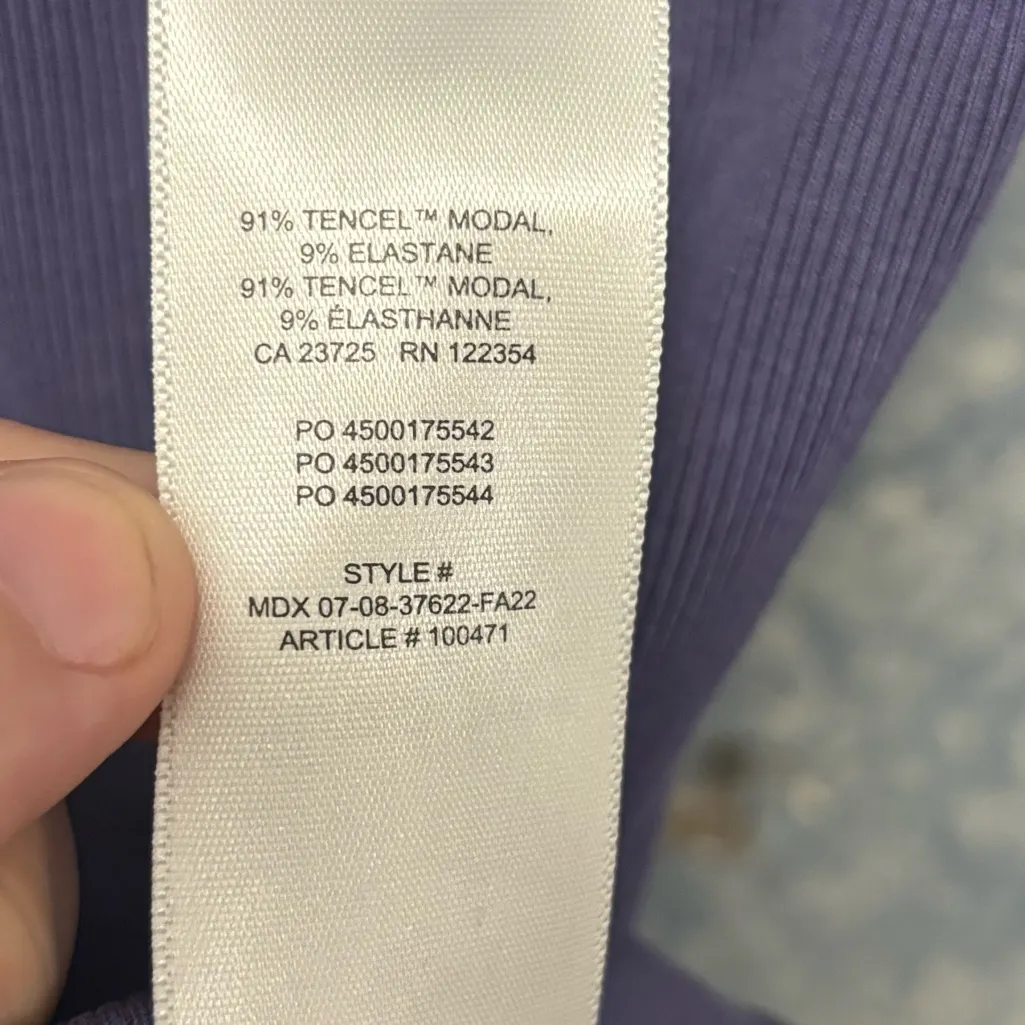 91% TENCEL™ MODAL,
9% ELASTANE
91% TENCEL™ MODAL,
9% ÉLASTHANNE
CA 23725 RN 122354
PO 4500175542
PO 4500175543
PO 4500175544
STYLE #
MDX 07-08-37622-FA22
ARTICLE # 100471